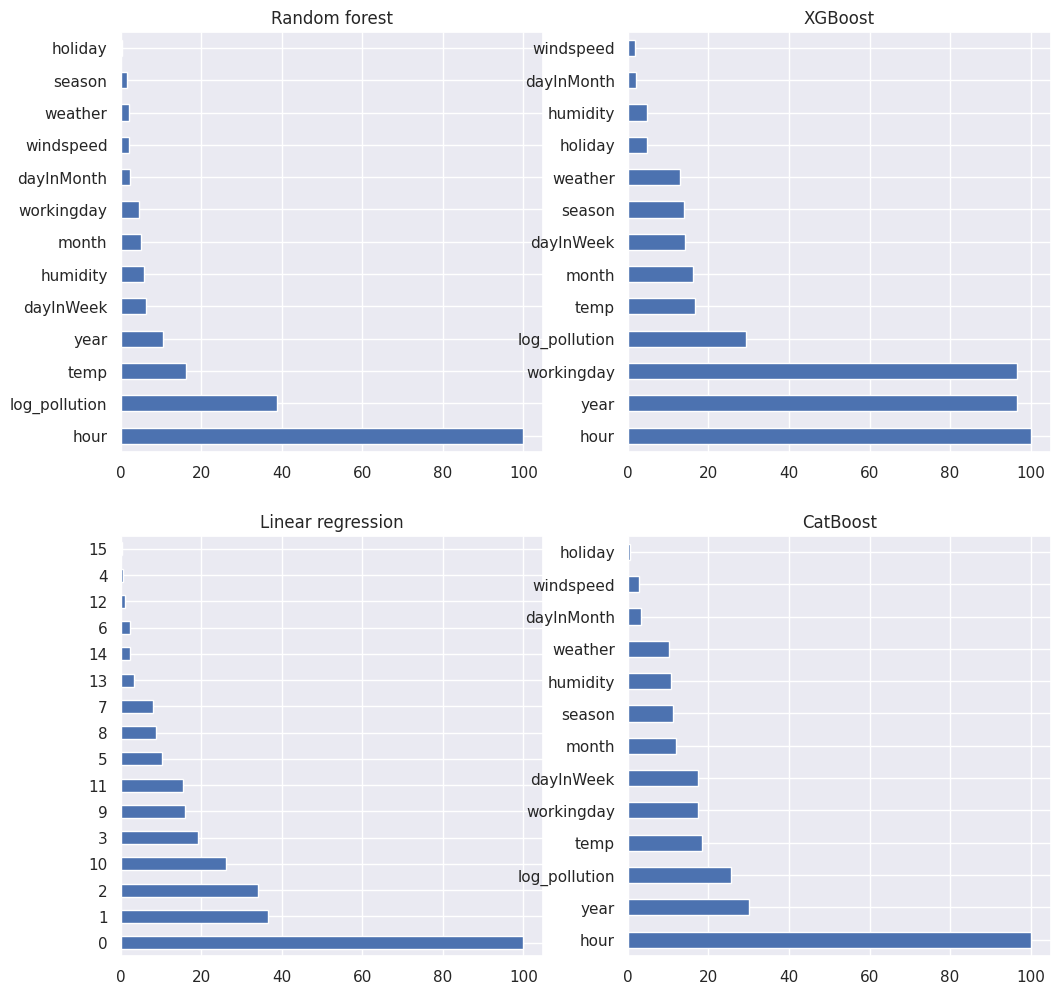 Random forest
holiday
season
weather
windspeed
dayInMonth
workingday
month
humidity
dayInWeek
year
temp
log_pollution
hour
0 20 40 60 80 100
XGBoost
windspeed
dayInMonth
humidity
holiday
weather
season
dayInWeek
month
temp
log_pollution
workingday
year
hour
0 20 40 60 80 100
Linear regression
15
4
12
6
14
13
7
8
5
11
9
3
10
2
1
0
0 20 40 60 80 100
CatBoost
holiday
windspeed
dayInMonth
weather
humidity
season
month
dayInWeek
workingday
temp
log_pollution
year
hour
0 20 40 60 80 100